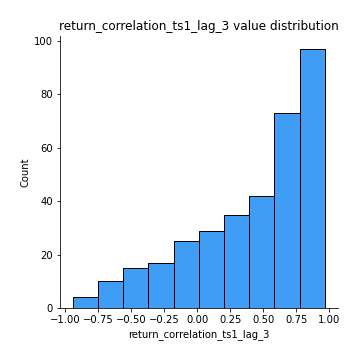 return_correlation_ts1_lag_3 value distribution
100
80
60
40
20
0
Count
−1.00 −0.75 −0.50 −0.25 0.00 0.25 0.50 0.75 1.00
return_correlation_ts1_lag_3